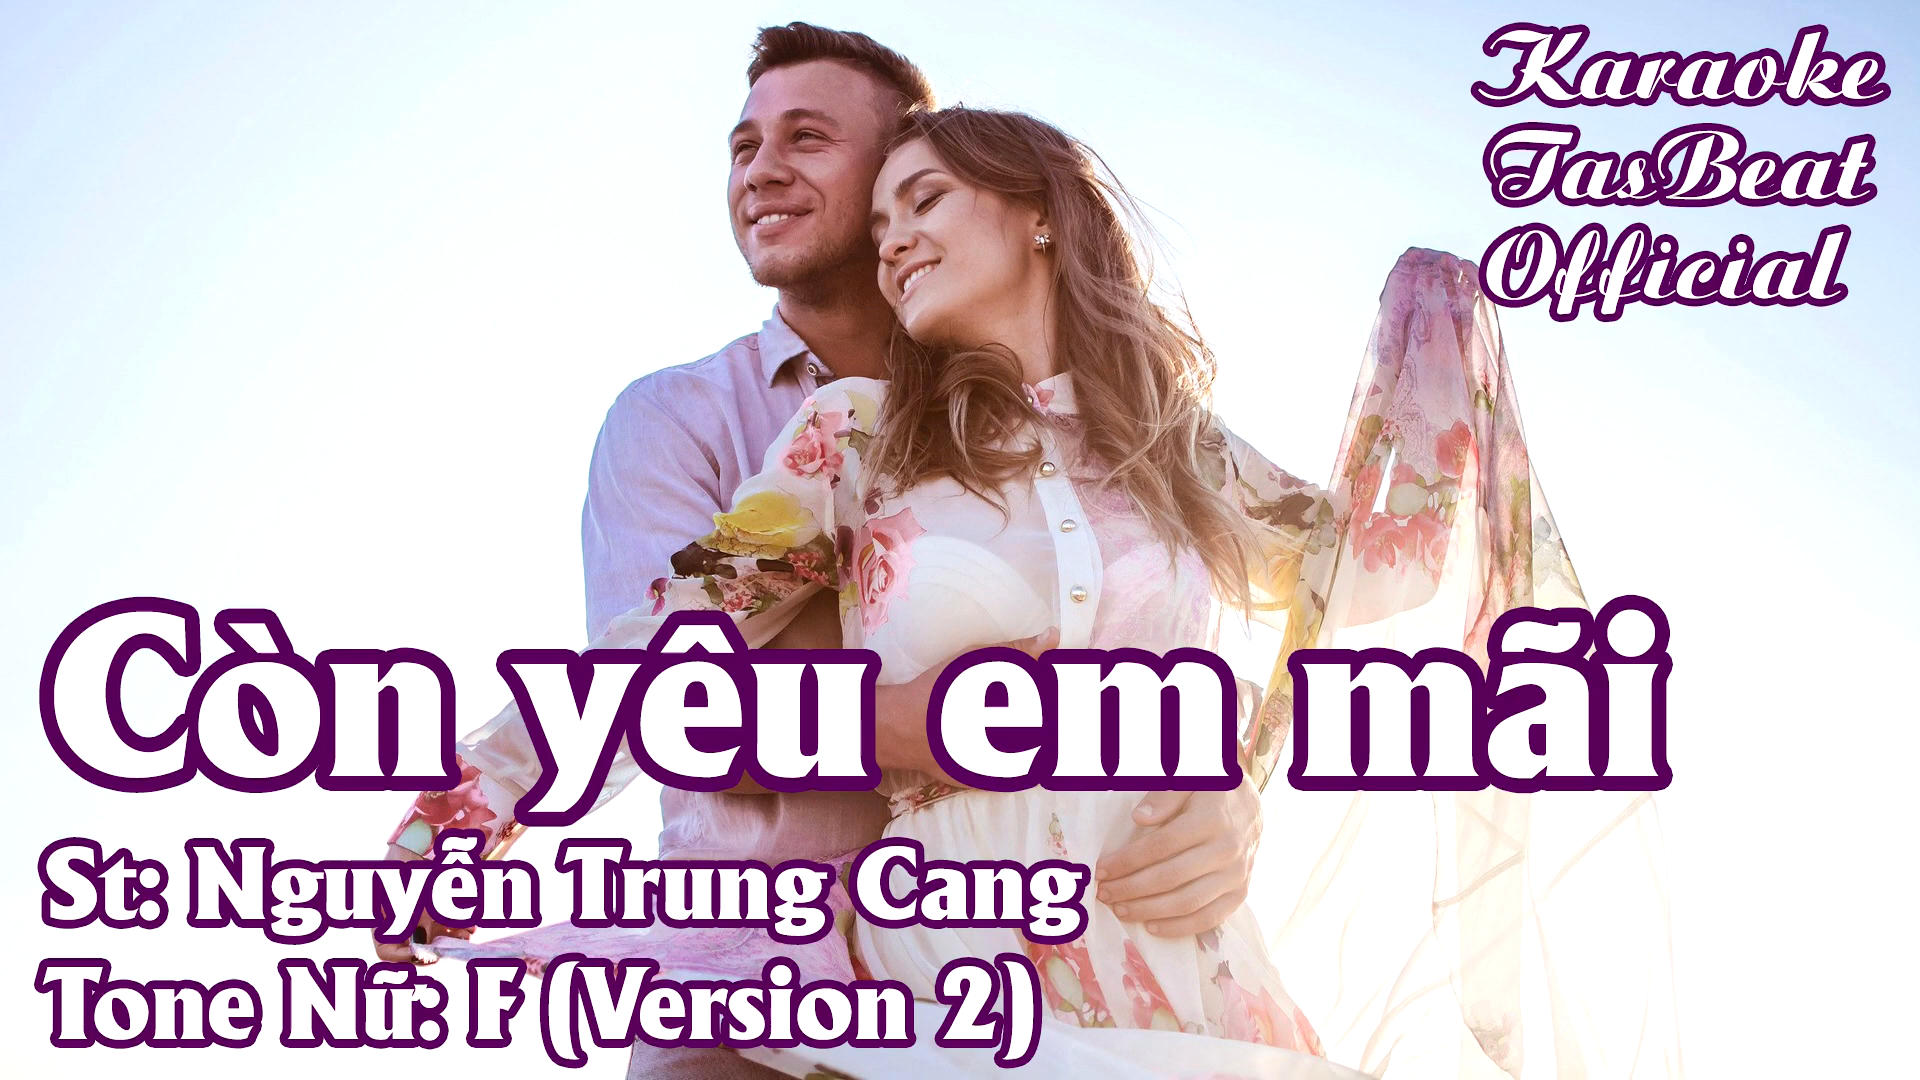 Karaoke
TasBeat
Official
Còn yêu em mãi
St: Nguyễn Trung Cang
Tone Nữ: F (Version 2)